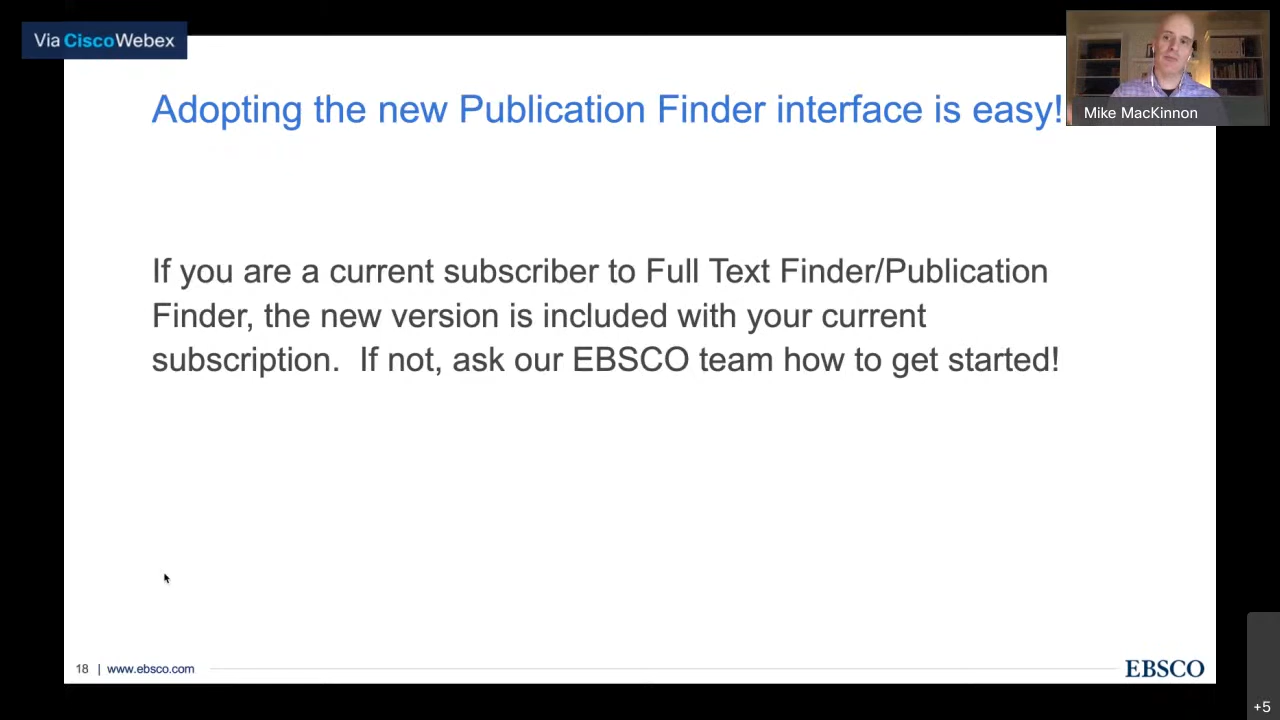 Via Cisco Webex
Mike MacKinnon
Adopting the new Publication Finder interface is easy!
If you are a current subscriber to Full Text Finder/Publication
Finder, the new version is included with your current
subscription.  If not, ask our EBSCO team how to get started!
18 | www.ebsco.com
EBSCO
+5